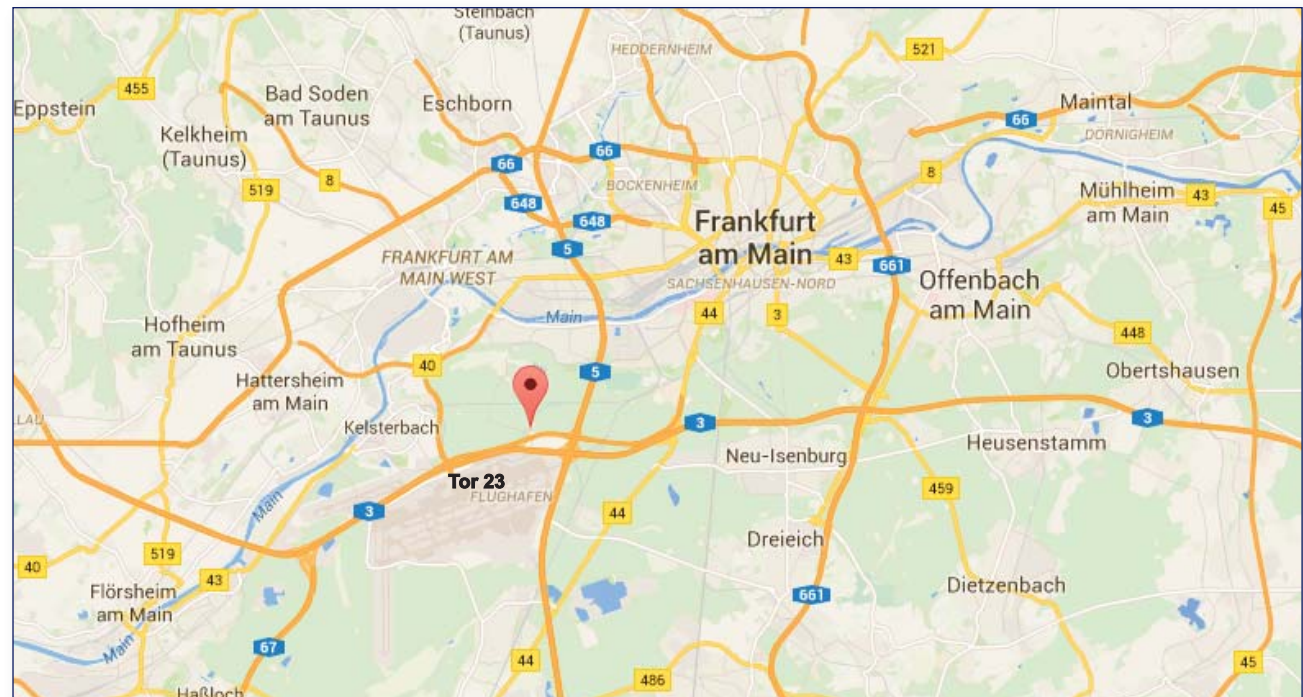 Steinbach
(Taunus)
HEDDERNHEIM
521
455
Eppstein
Bad Soden
am Taunus
Eschborn
Maintal
66
DÖRNIGHEIM
Kelkheim
(Taunus)
66
66
8
519
8
BOCKENHEIM
Mühlheim
am Main
43
45
648
648
5
Frankfurt
am Main
FRANKFURT AM
MAIN WEST
43
661
SACHSENHAUSEN-NORD
Offenbach
am Main
Main
44
3
448
Hofheim
am Taunus
40
5
Obertshausen
Hattersheim
am Main
LAU
Kelsterbach
3
3
Neu-Isenburg
Heusenstamm
Tor 23
FLUGHAFEN
459
Main
3
44
Dreieich
519
40
43
Flörsheim
am Main
661
Dietzenbach
Main
67
44
486
45
Haßloch